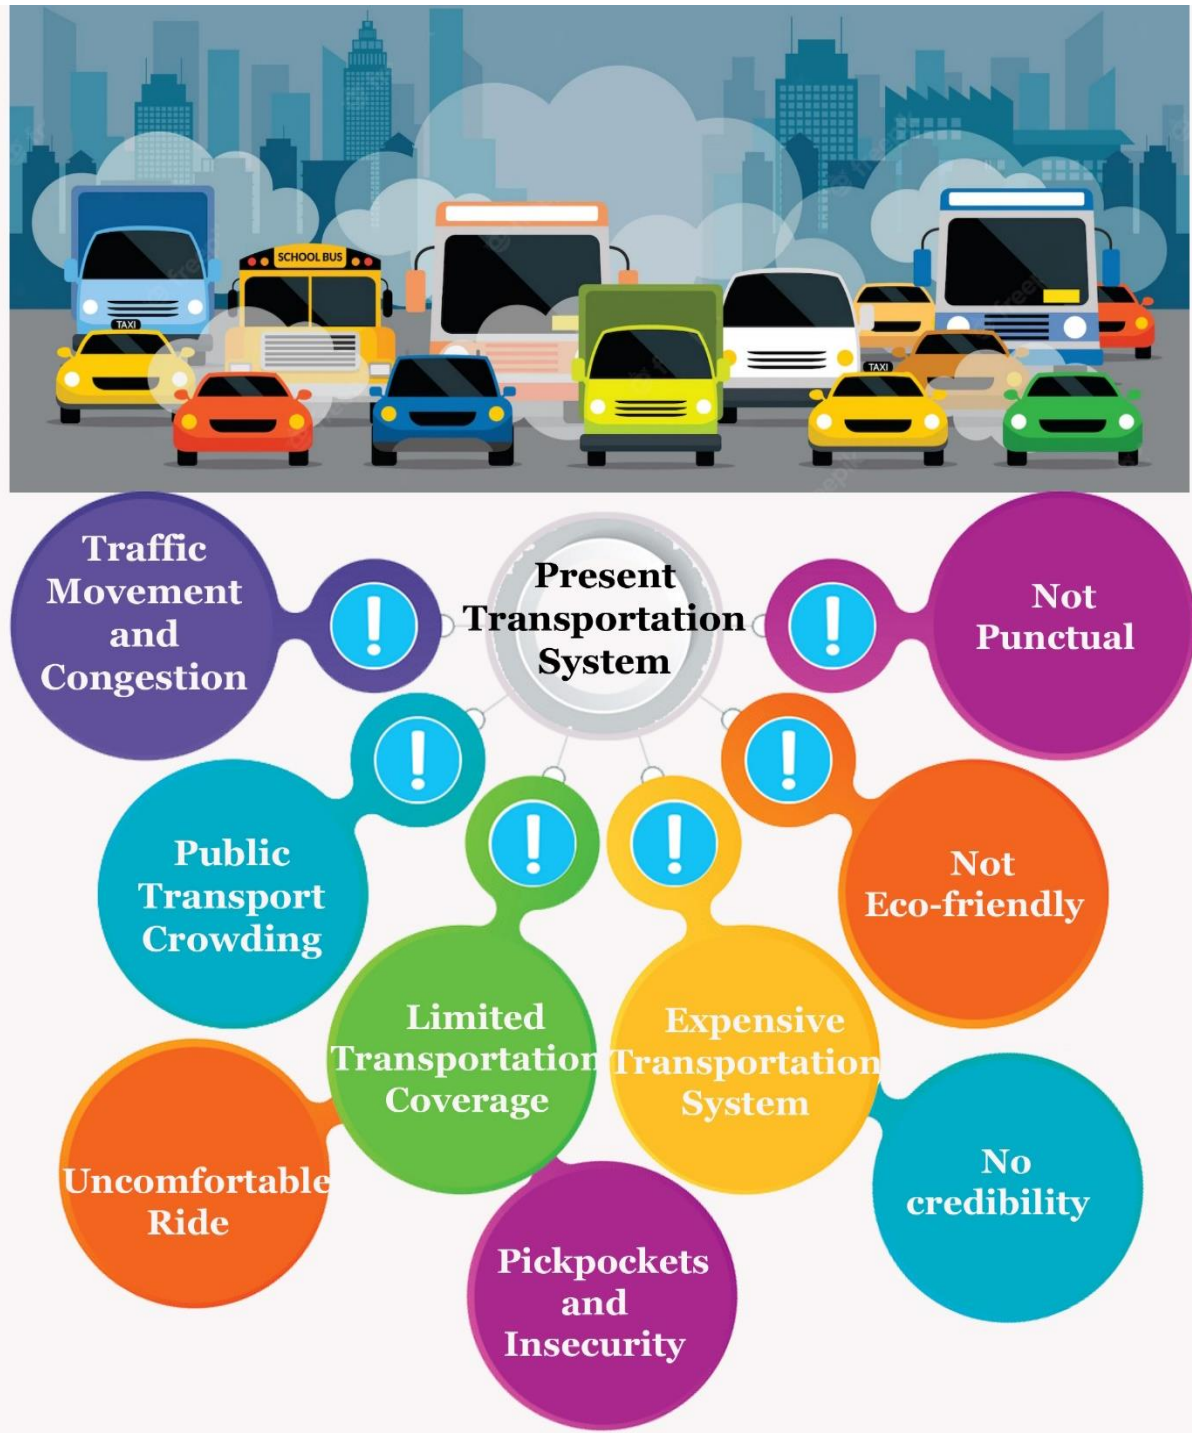 SCHOOL BUS
TAXI
TAXI
Traffic
Movement
and
Congestion
Present
Transportation
System
Not
Punctual
Public
Transport
Crowding
Not
Eco-friendly
Limited
Transportation
Coverage
Expensive
Transportation
System
Uncomfortable
Ride
No
credibility
Pickpockets
and
Insecurity